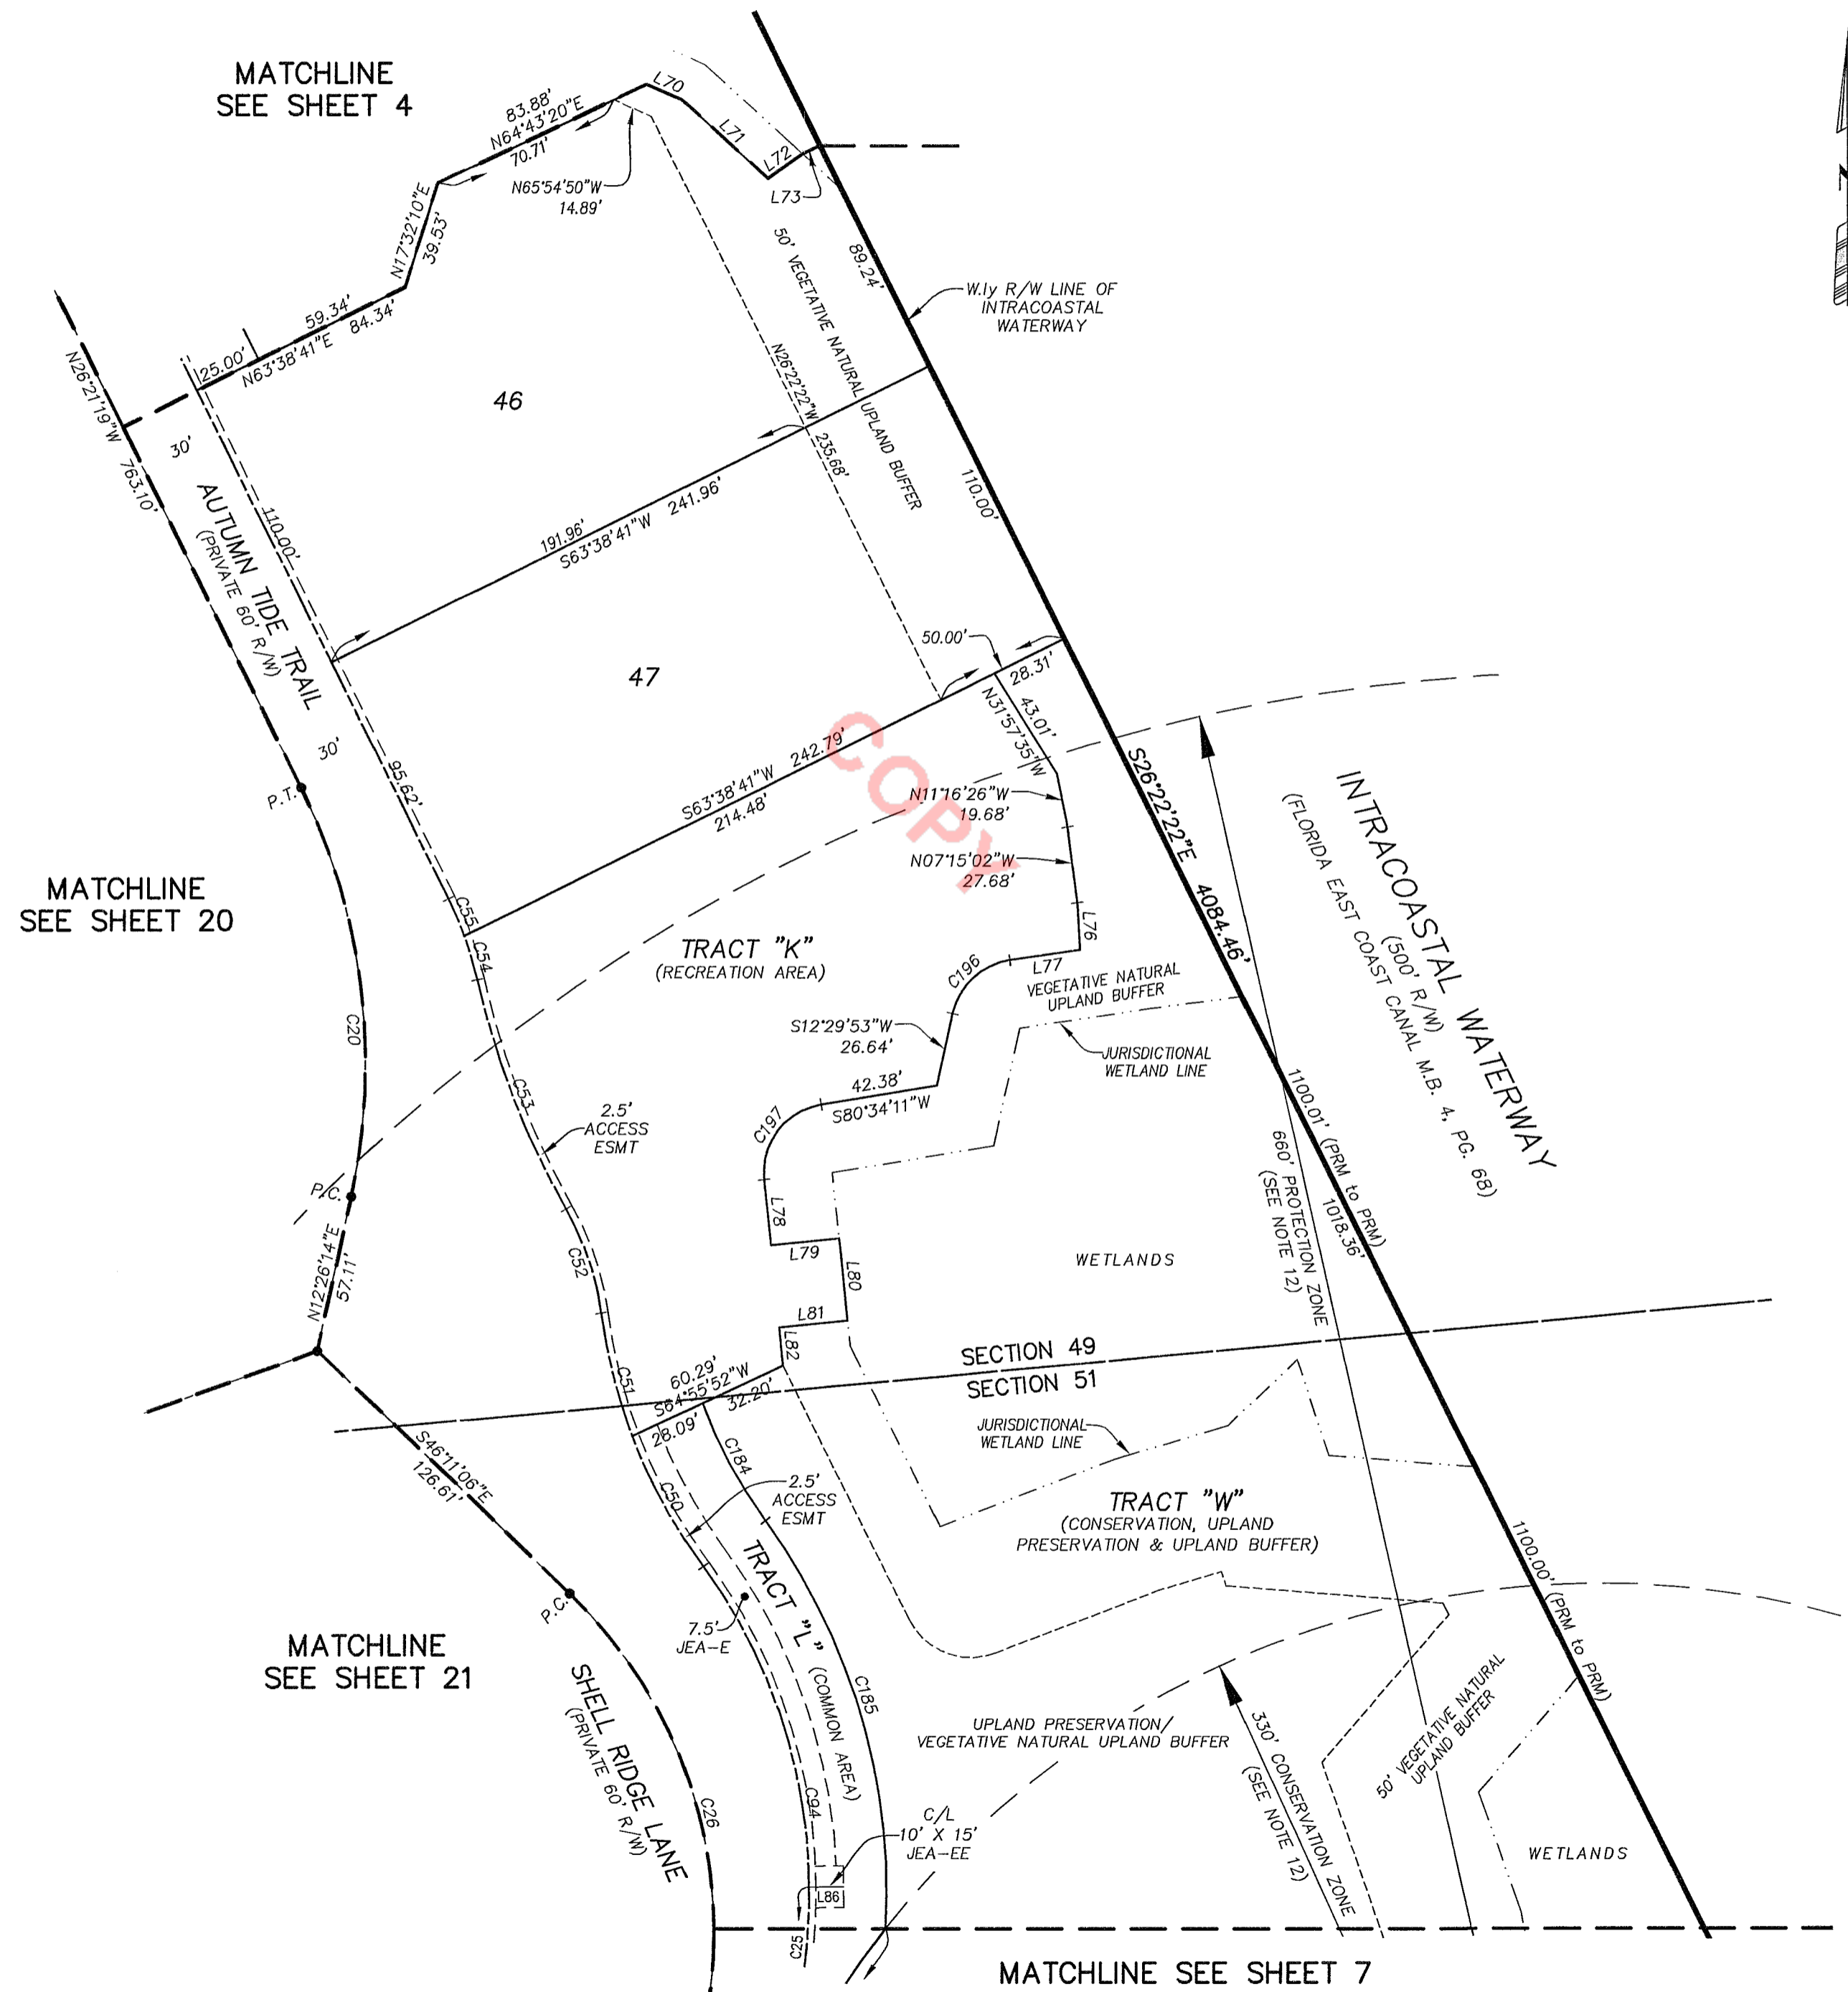 MATCHLINE
SEE SHEET 4
83.88'
N64°43'20"E
70.71'
L70
L71
L72
L73
N65°54'50"W
14.89'
N17°32'10"E
39.53'
59.34'
84.34'
25.00'
N63°38'41"E
N26°21'19"W
763.10'
30'
46
50' VEGETATIVE NATURAL UPLAND BUFFER
89.24'
W.ly R/W LINE OF
INTRACOASTAL
WATERWAY
N26°22'22"W
235.68'
110.00'
AUTUMN TIDE TRAIL
(PRIVATE 60' R/W)
110.00'
191.96'
241.96'
S63°38'41"W
47
50.00'
28.31'
43.01'
N31°57'35"W
30'
P.T.
95.62'
242.79'
S63°38'41"W
214.48'
COPY
N11°16'26"W
19.68'
N07°15'02"W
27.68'
S26°22'22"E
4084.46'
INTRACOASTAL WATERWAY
(500' R/W)
(FLORIDA EAST COAST CANAL M.B. 4, PG. 68)
MATCHLINE
SEE SHEET 20
C55
C54
TRACT "K"
(RECREATION AREA)
L76
L77
C196
VEGETATIVE NATURAL
UPLAND BUFFER
C20
S12°29'53"W
26.64'
JURISDICTIONAL
WETLAND LINE
42.38'
S80°34'11"W
C53
C197
2.5'
ACCESS
ESMT
1100.01' (PRM to PRM)
1018.36'
660' PROTECTION ZONE
(SEE NOTE 12)
P.C.
N12°26'14"E
57.11'
C52
L78
L79
L80
L81
L82
WETLANDS
SECTION 49
SECTION 51
C51
60.29'
S64°55'52"W
32.20'
28.09'
S46°11'06"E
126.61'
C184
C50
2.5'
ACCESS
ESMT
JURISDICTIONAL
WETLAND LINE
TRACT "W"
(CONSERVATION, UPLAND
PRESERVATION & UPLAND BUFFER)
1100.00' (PRM to PRM)
P.C.
7.5'
JEA-E
TRACT "L"
(COMMON AREA)
MATCHLINE
SEE SHEET 21
SHELL RIDGE LANE
(PRIVATE 60' R/W)
C185
UPLAND PRESERVATION/
VEGETATIVE NATURAL UPLAND BUFFER
330' CONSERVATION ZONE
(SEE NOTE 12)
50' VEGETATIVE NATURAL
UPLAND BUFFER
C26
C94
C/L
10' X 15'
JEA-EE
L86
WETLANDS
C25
MATCHLINE SEE SHEET 7